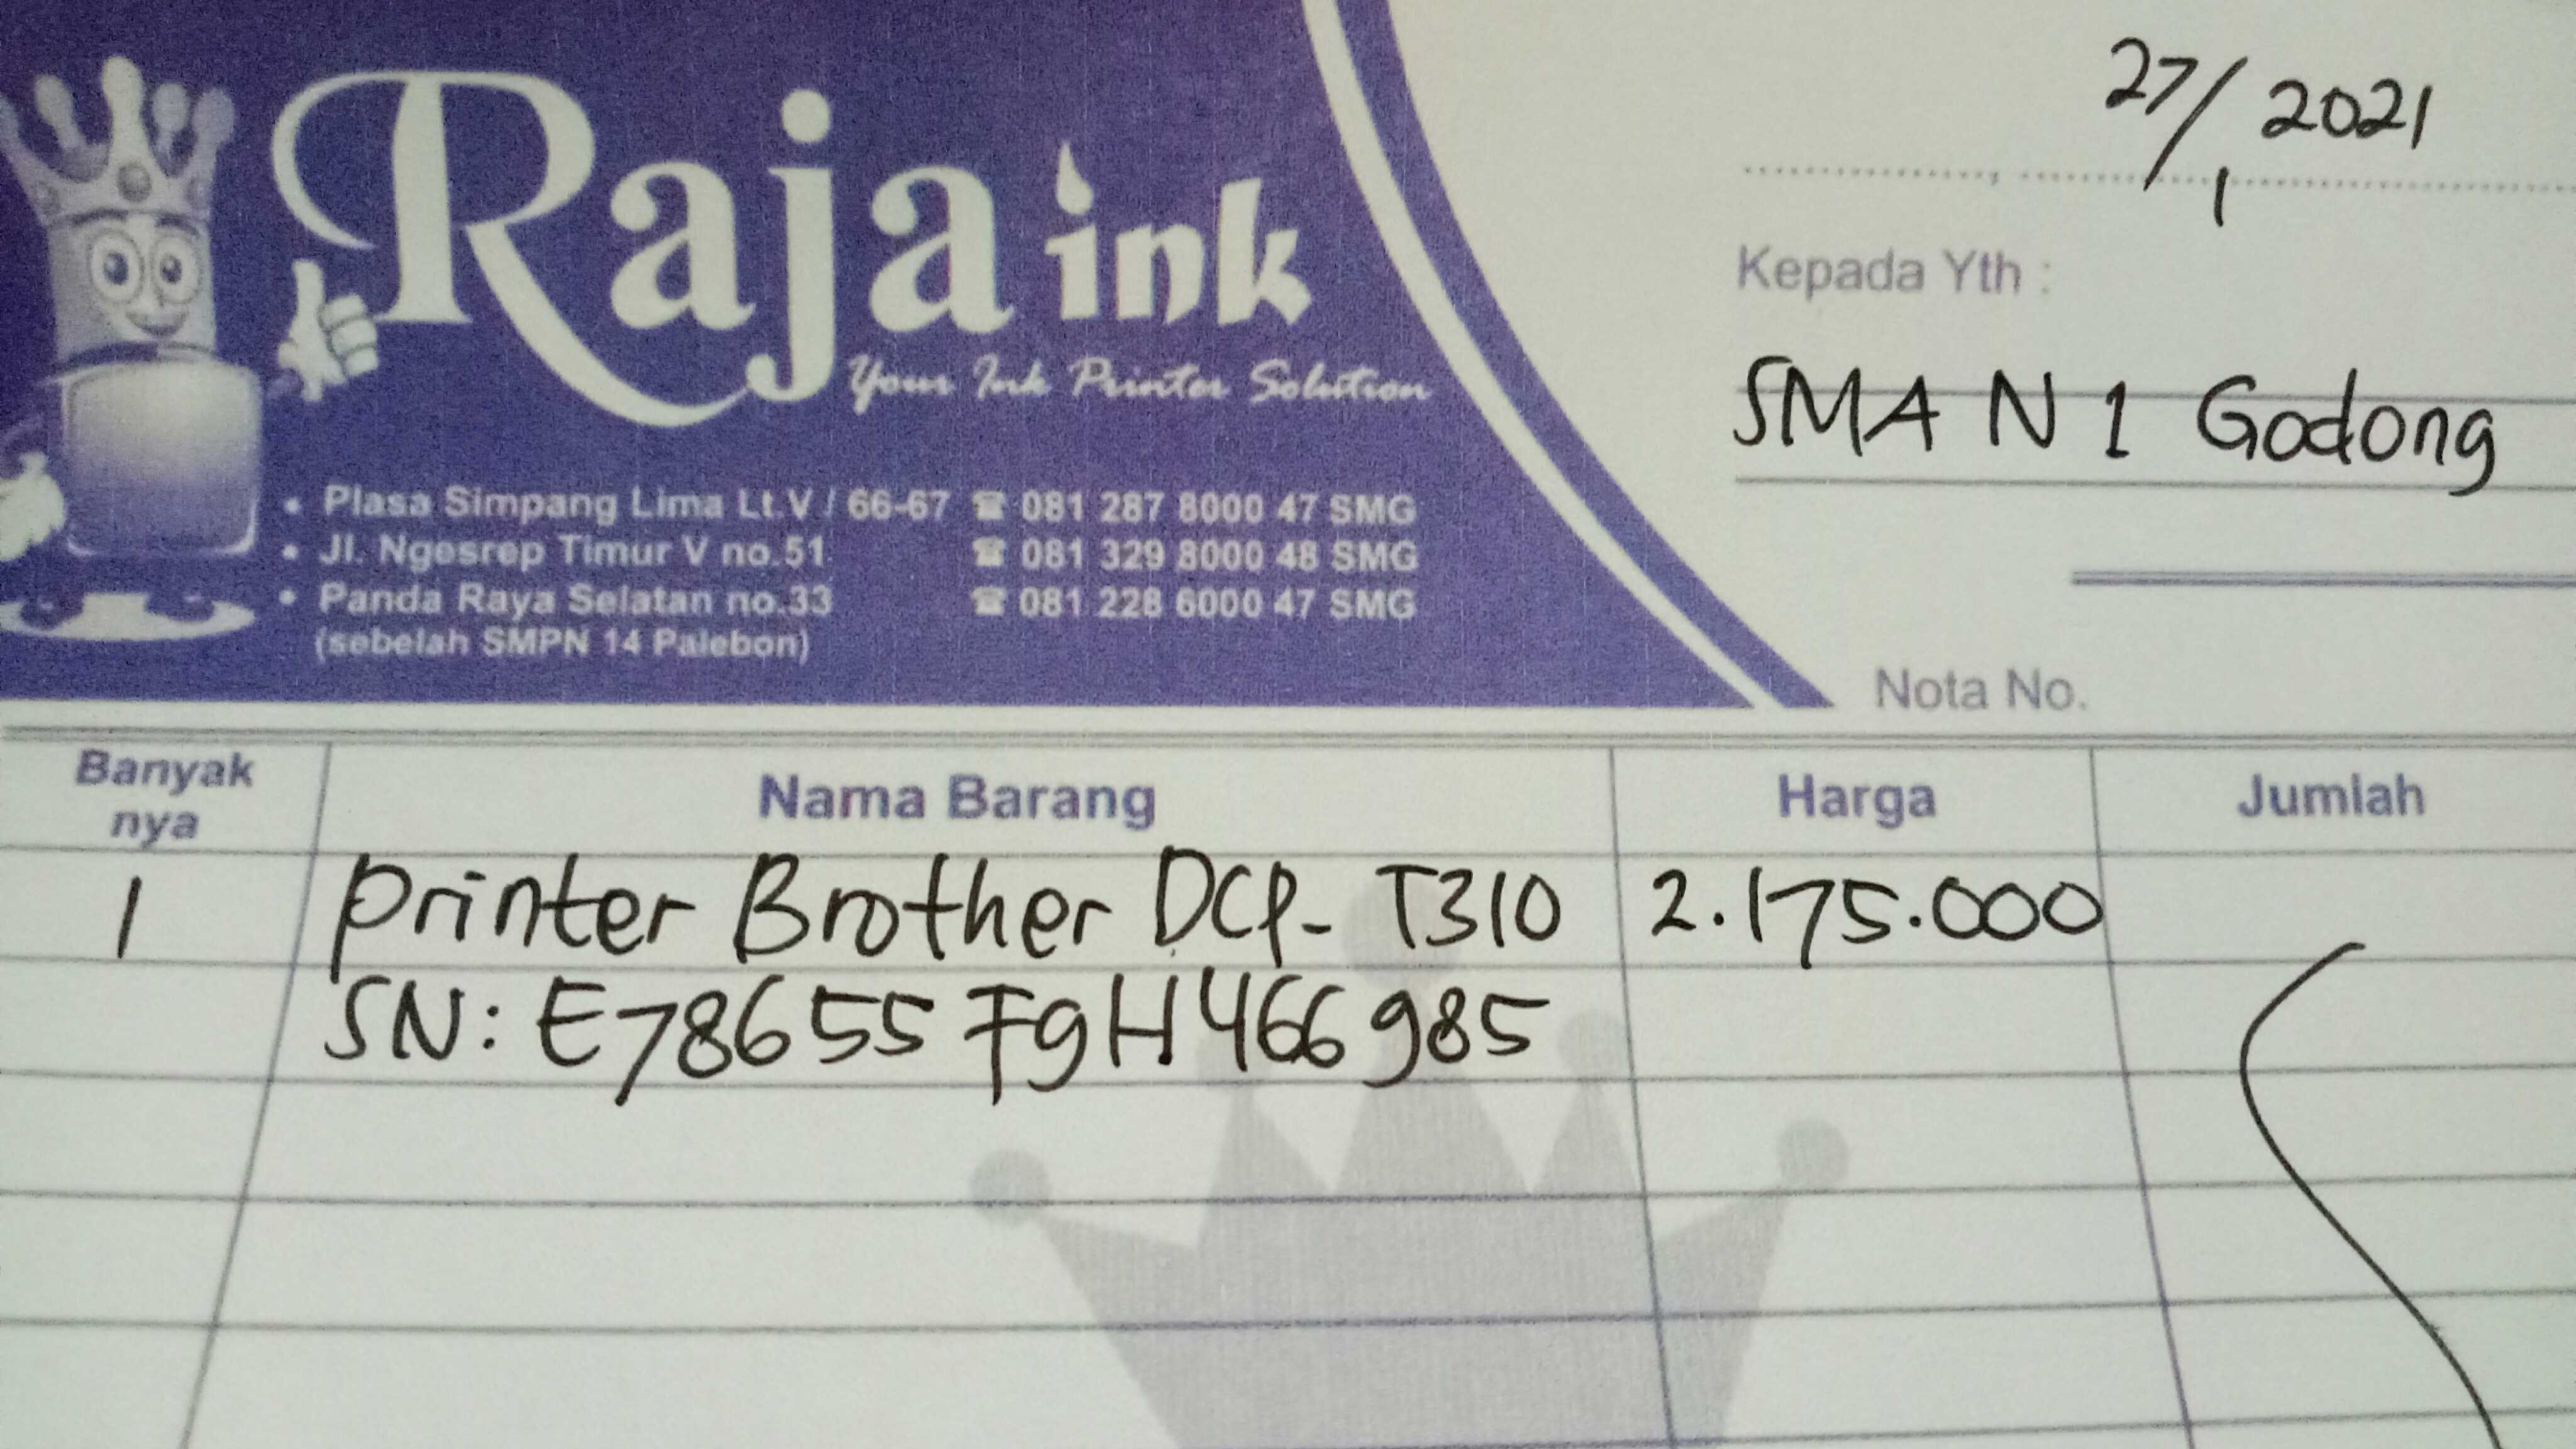 Raja ink
Your Ink Printer Solution
• Plasa Simpang Lima Lt.V / 66-67 ☎ 081 287 8000 47 SMG
• Jl. Ngesrep Timur V no.51 ☎ 081 329 8000 48 SMG
• Panda Raya Selatan no.33 ☎ 081 228 6000 47 SMG
(sebelah SMPN 14 Palebon)
27/1 2021
Kepada Yth :
SMA N 1 Godong
Nota No.
Banyak
nya
Nama Barang Harga Jumlah
1 Printer Brother DCP- T310 2.175.000
SN: E78655F9H466985